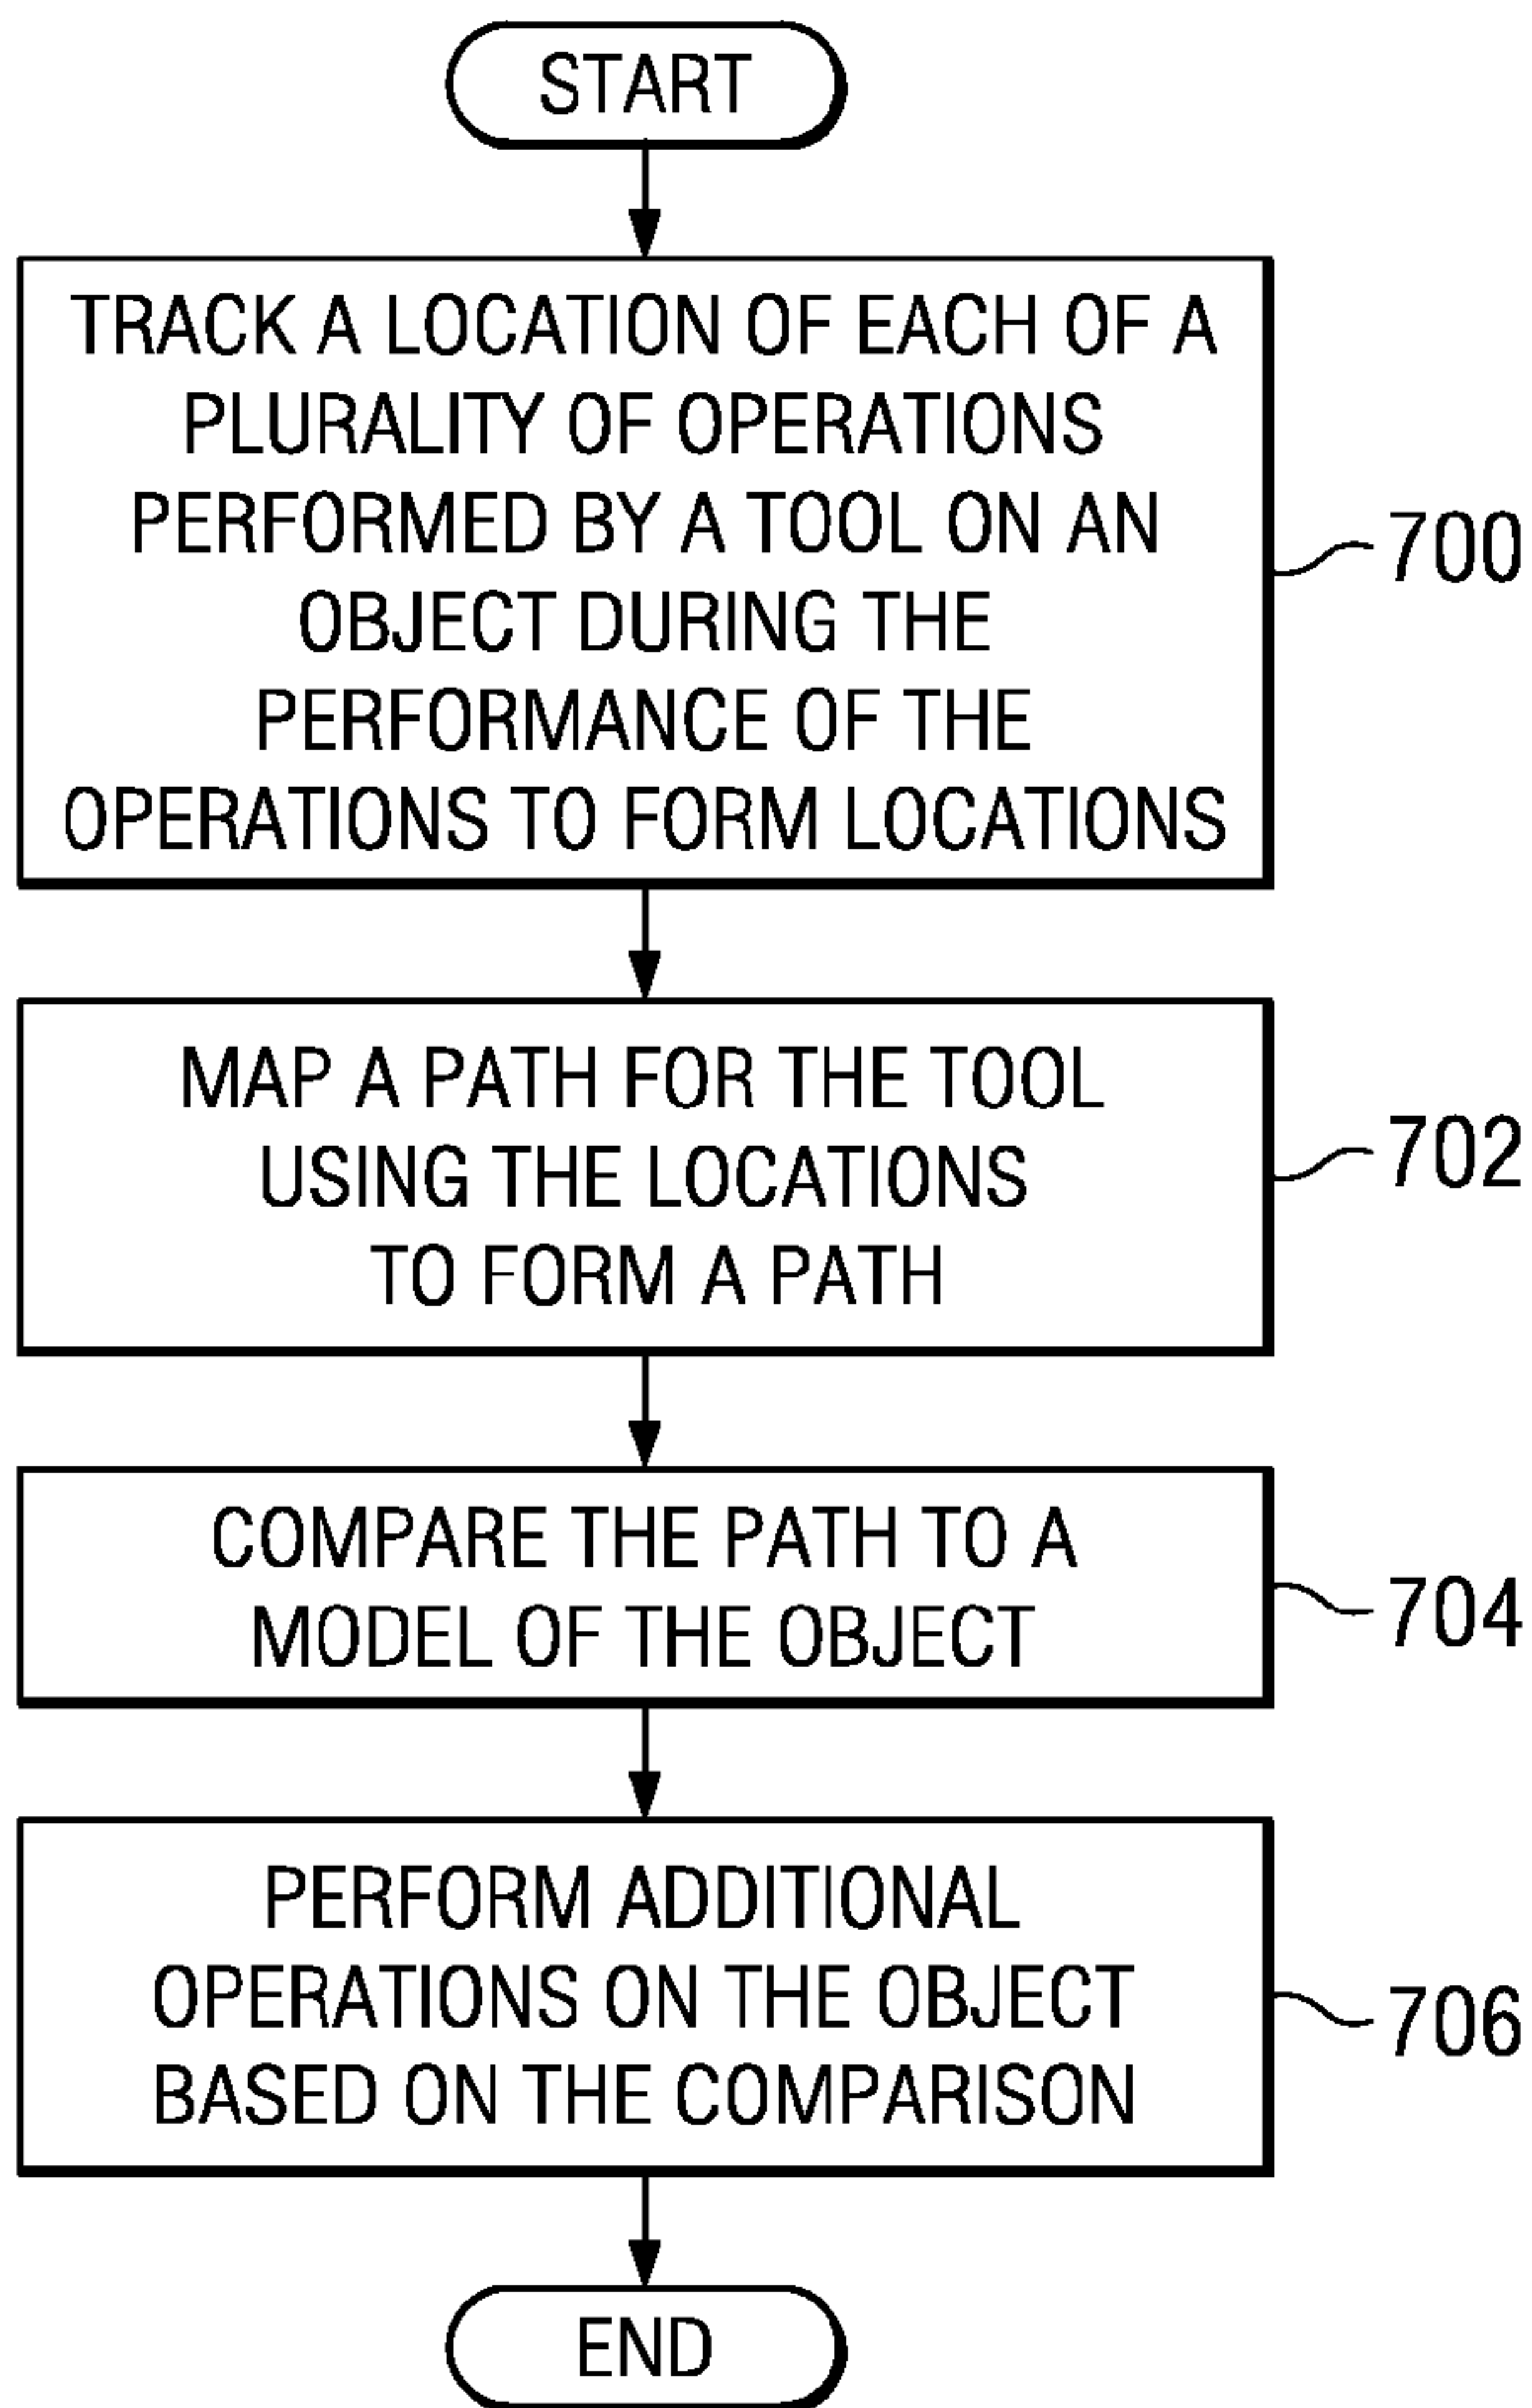 START
TRACK A LOCATION OF EACH OF A
PLURALITY OF OPERATIONS
PERFORMED BY A TOOL ON AN
OBJECT DURING THE
PERFORMANCE OF THE
OPERATIONS TO FORM LOCATIONS
700
MAP A PATH FOR THE TOOL
USING THE LOCATIONS
TO FORM A PATH
702
COMPARE THE PATH TO A
MODEL OF THE OBJECT
704
PERFORM ADDITIONAL
OPERATIONS ON THE OBJECT
BASED ON THE COMPARISON
706
END